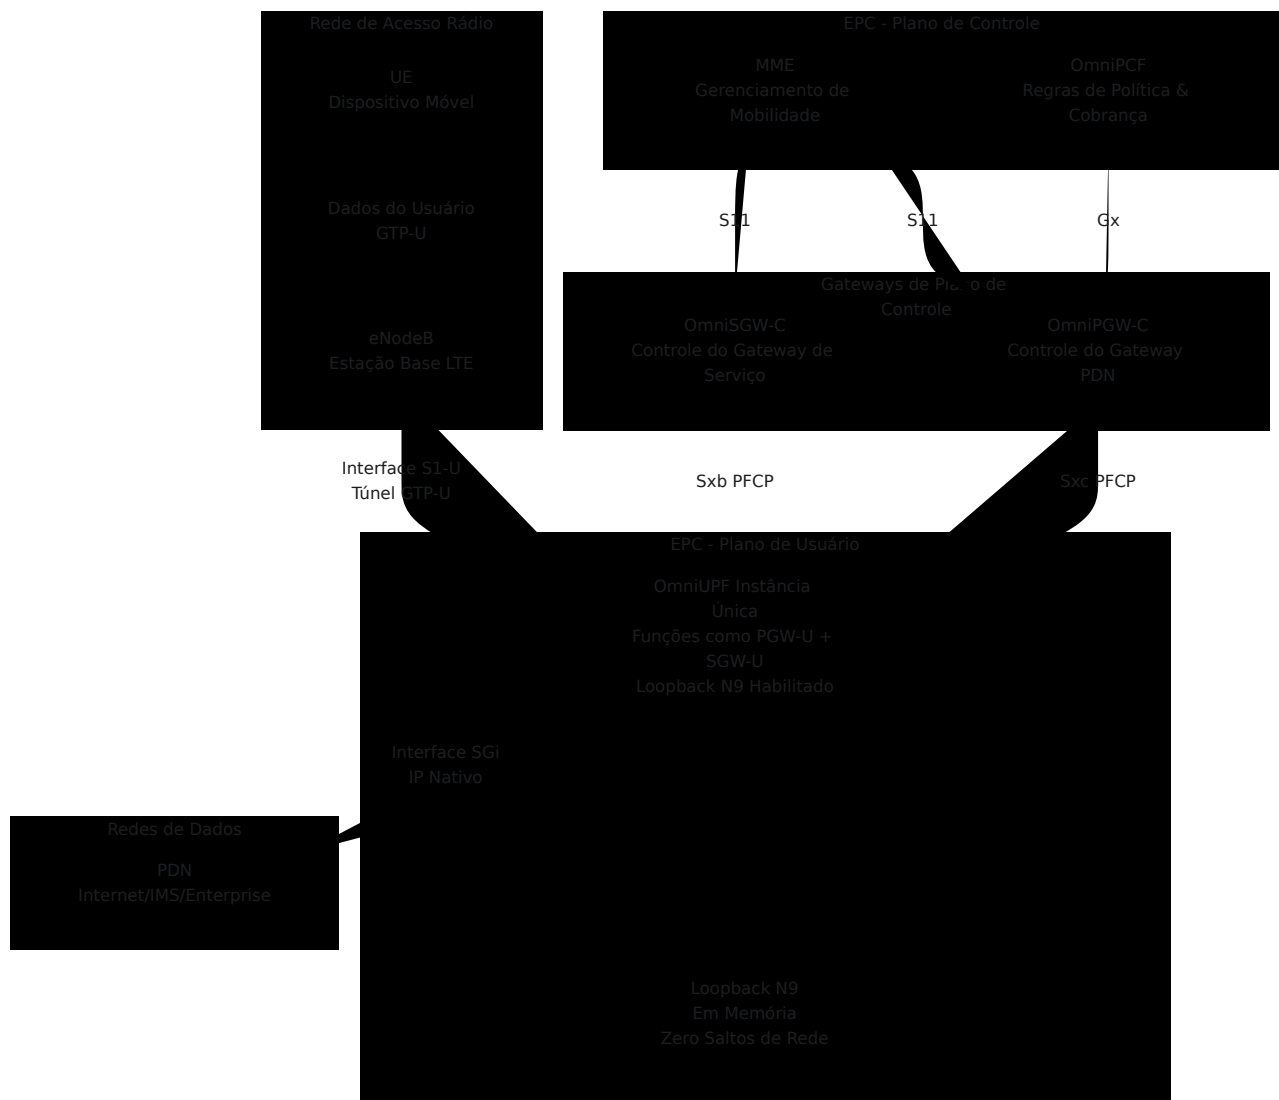 Rede de Acesso Rádio
UE
Dispositivo Móvel
Dados do Usuário
GTP-U
eNodeB
Estação Base LTE
EPC - Plano de Controle
MME
Gerenciamento de
Mobilidade
OmniPCF
Regras de Política &
Cobrança
S11
S11
Gx
Gateways de Plano de
Controle
OmniSGW-C
Controle do Gateway de
Serviço
OmniPGW-C
Controle do Gateway
PDN
Interface S1-U
Túnel GTP-U
Sxb PFCP
Sxc PFCP
EPC - Plano de Usuário
OmniUPF Instância
Única
Funções como PGW-U +
SGW-U
Loopback N9 Habilitado
Interface SGi
IP Nativo
Redes de Dados
PDN
Internet/IMS/Enterprise
Loopback N9
Em Memória
Zero Saltos de Rede